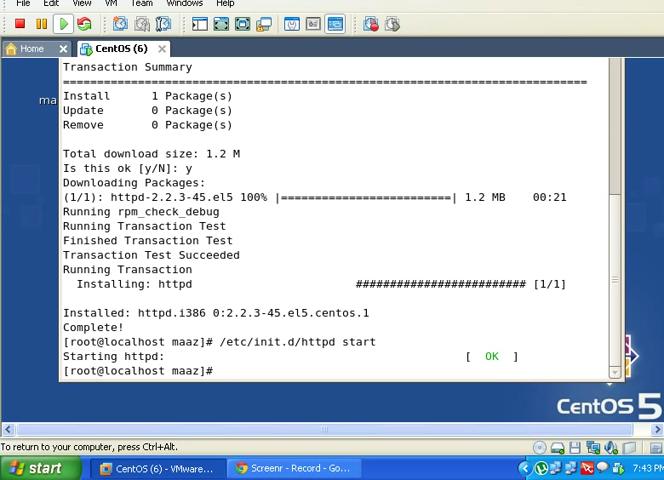 File Edit View VM Team Windows Help
Home
CentOS (6)
ma
Transaction Summary
================================================================================
Install 1 Package(s)
Update 0 Package(s)
Remove 0 Package(s)
Total download size: 1.2 M
Is this ok [y/N]: y
Downloading Packages:
(1/1): httpd-2.2.3-45.el5 100% |=========================| 1.2 MB 00:21
Running rpm_check_debug
Running Transaction Test
Finished Transaction Test
Transaction Test Succeeded
Running Transaction
Installing: httpd ######################### [1/1]
Installed: httpd.i386 0:2.2.3-45.el5.centos.1
Complete!
[root@localhost maaz]# /etc/init.d/httpd start
Starting httpd: [ OK ]
[root@localhost maaz]#
CentOS 5
To return to your computer, press Ctrl+Alt.
start
CentOS (6) - VMware...
Screenr - Record - Go...
7:43 PM